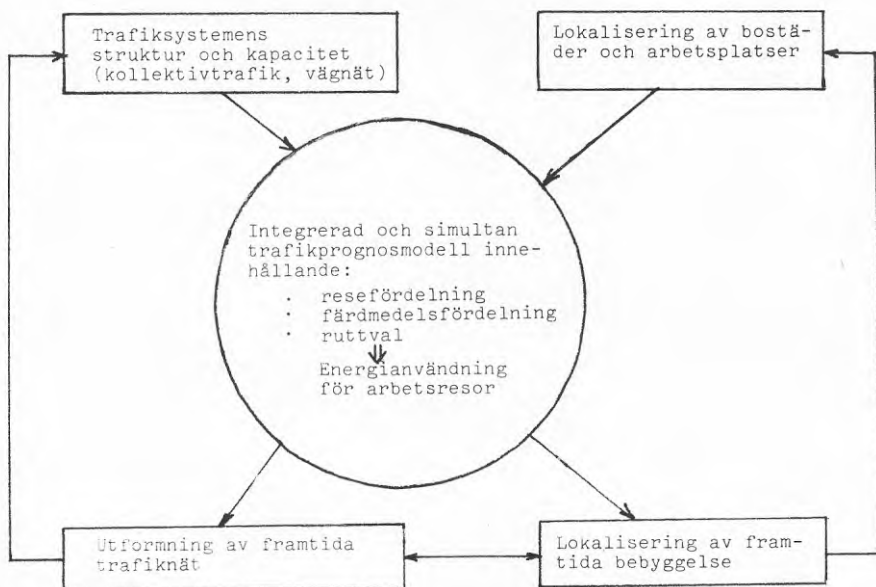 Trafiksystemens
struktur och kapacitet
(kollektivtrafik, vägnät)
Lokalisering av bostä-
der och arbetsplatser
Integrerad och simultan
trafikprognosmodell inne-
hållande:
· resefördelning
· färdmedelsfördelning
· ruttval
⇓
Energianvändning
för arbetsresor
Utformning av framtida
trafiknät
Lokalisering av fram-
tida bebyggelse